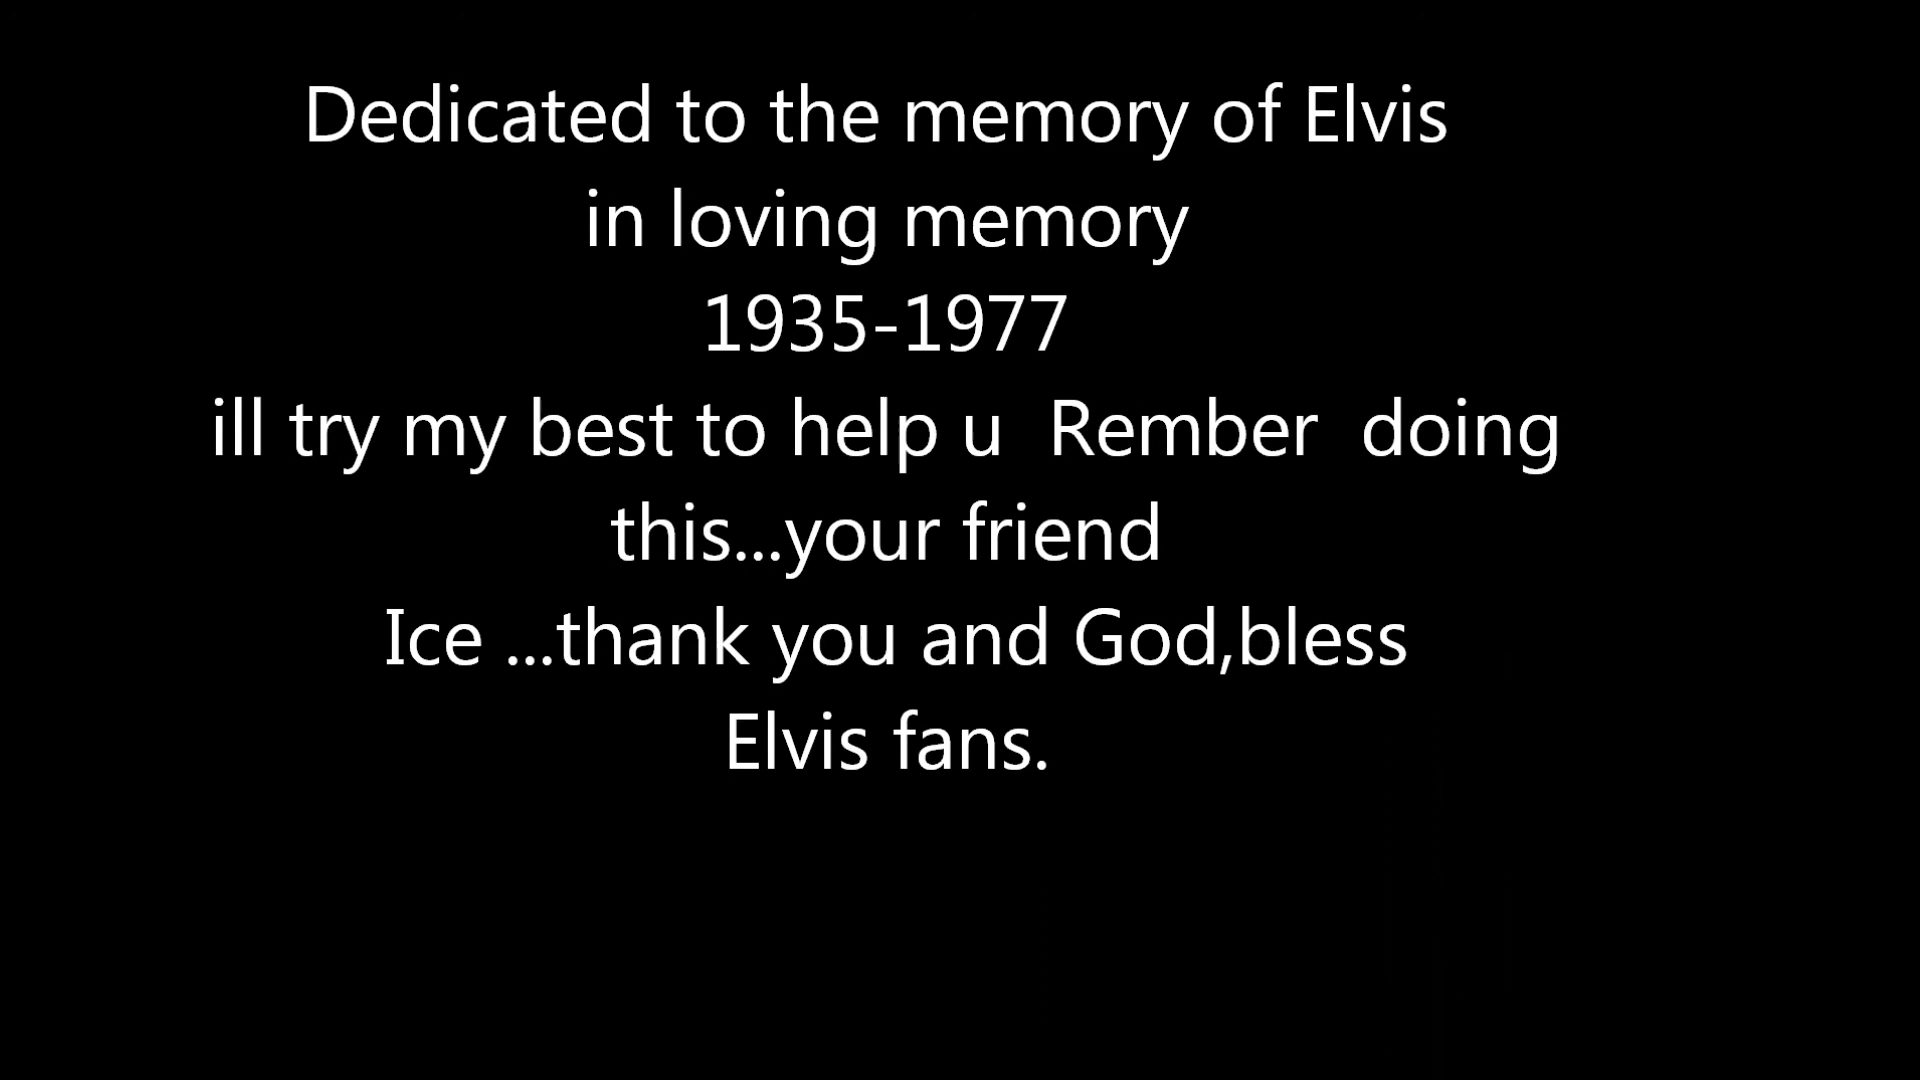 Dedicated to the memory of Elvis
in loving memory
1935-1977
ill try my best to help u  Rember  doing
this...your friend
Ice ...thank you and God,bless
Elvis fans.